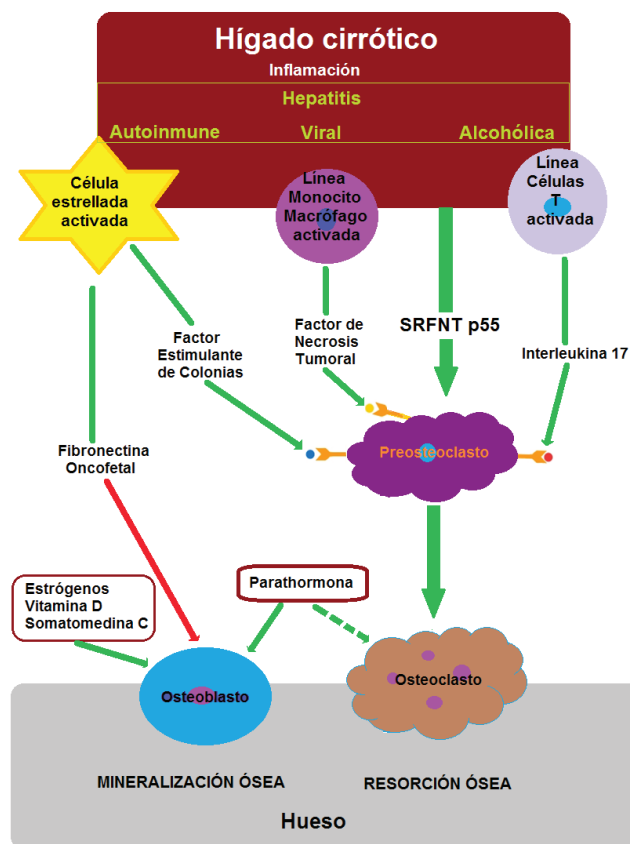 Hígado cirrótico
Inflamación
Hepatitis
Autoinmune
Viral
Alcohólica
Célula
estrellada
activada
Línea
Monocito
Macrófago
activada
Línea
Células
T
activada
Factor
Estimulante
de Colonias
Factor de
Necrosis
Tumoral
SRFNT p55
Interleukina 17
Fibronectina
Oncofetal
Preosteoclasto
Estrógenos
Vitamina D
Somatomedina C
Parathormona
Osteoblasto
Osteoclasto
MINERALIZACIÓN ÓSEA
RESORCIÓN ÓSEA
Hueso